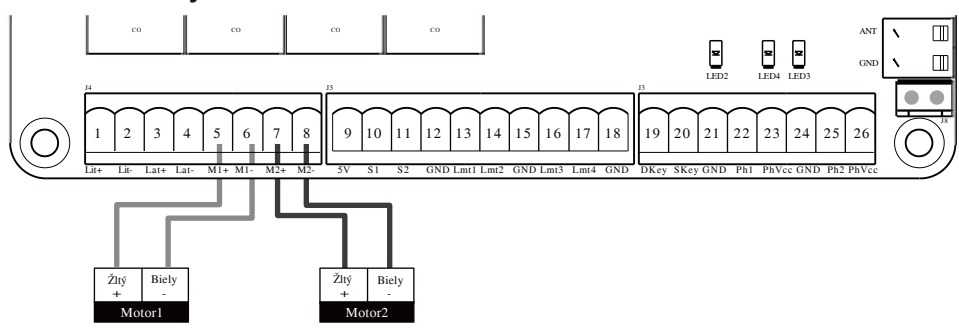 CO CO CO CO
ANT
GND
LED2 LED4 LED3
J4 J5 J3 J8
1 2 3 4 5 6 7 8 9 10 11 12 13 14 15 16 17 18 19 20 21 22 23 24 25 26
Lit+ Lit- Lat+ Lat- M1+ M1- M2+ M2- 5V S1 S2 GND Lmt1 Lmt2 GND Lmt3 Lmt4 GND DKey SKey GND Ph1 PhVcc GND Ph2 PhVcc
Žltý Biely Žltý Biely
+ - + -
Motor1 Motor2